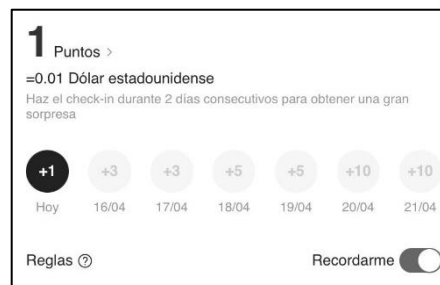 1 Puntos >
=0.01 Dólar estadounidense
Haz el check-in durante 2 días consecutivos para obtener una gran
sorpresa
+1 +3 +3 +5 +5 +10 +10
Hoy 16/04 17/04 18/04 19/04 20/04 21/04
Reglas ? Recordarme